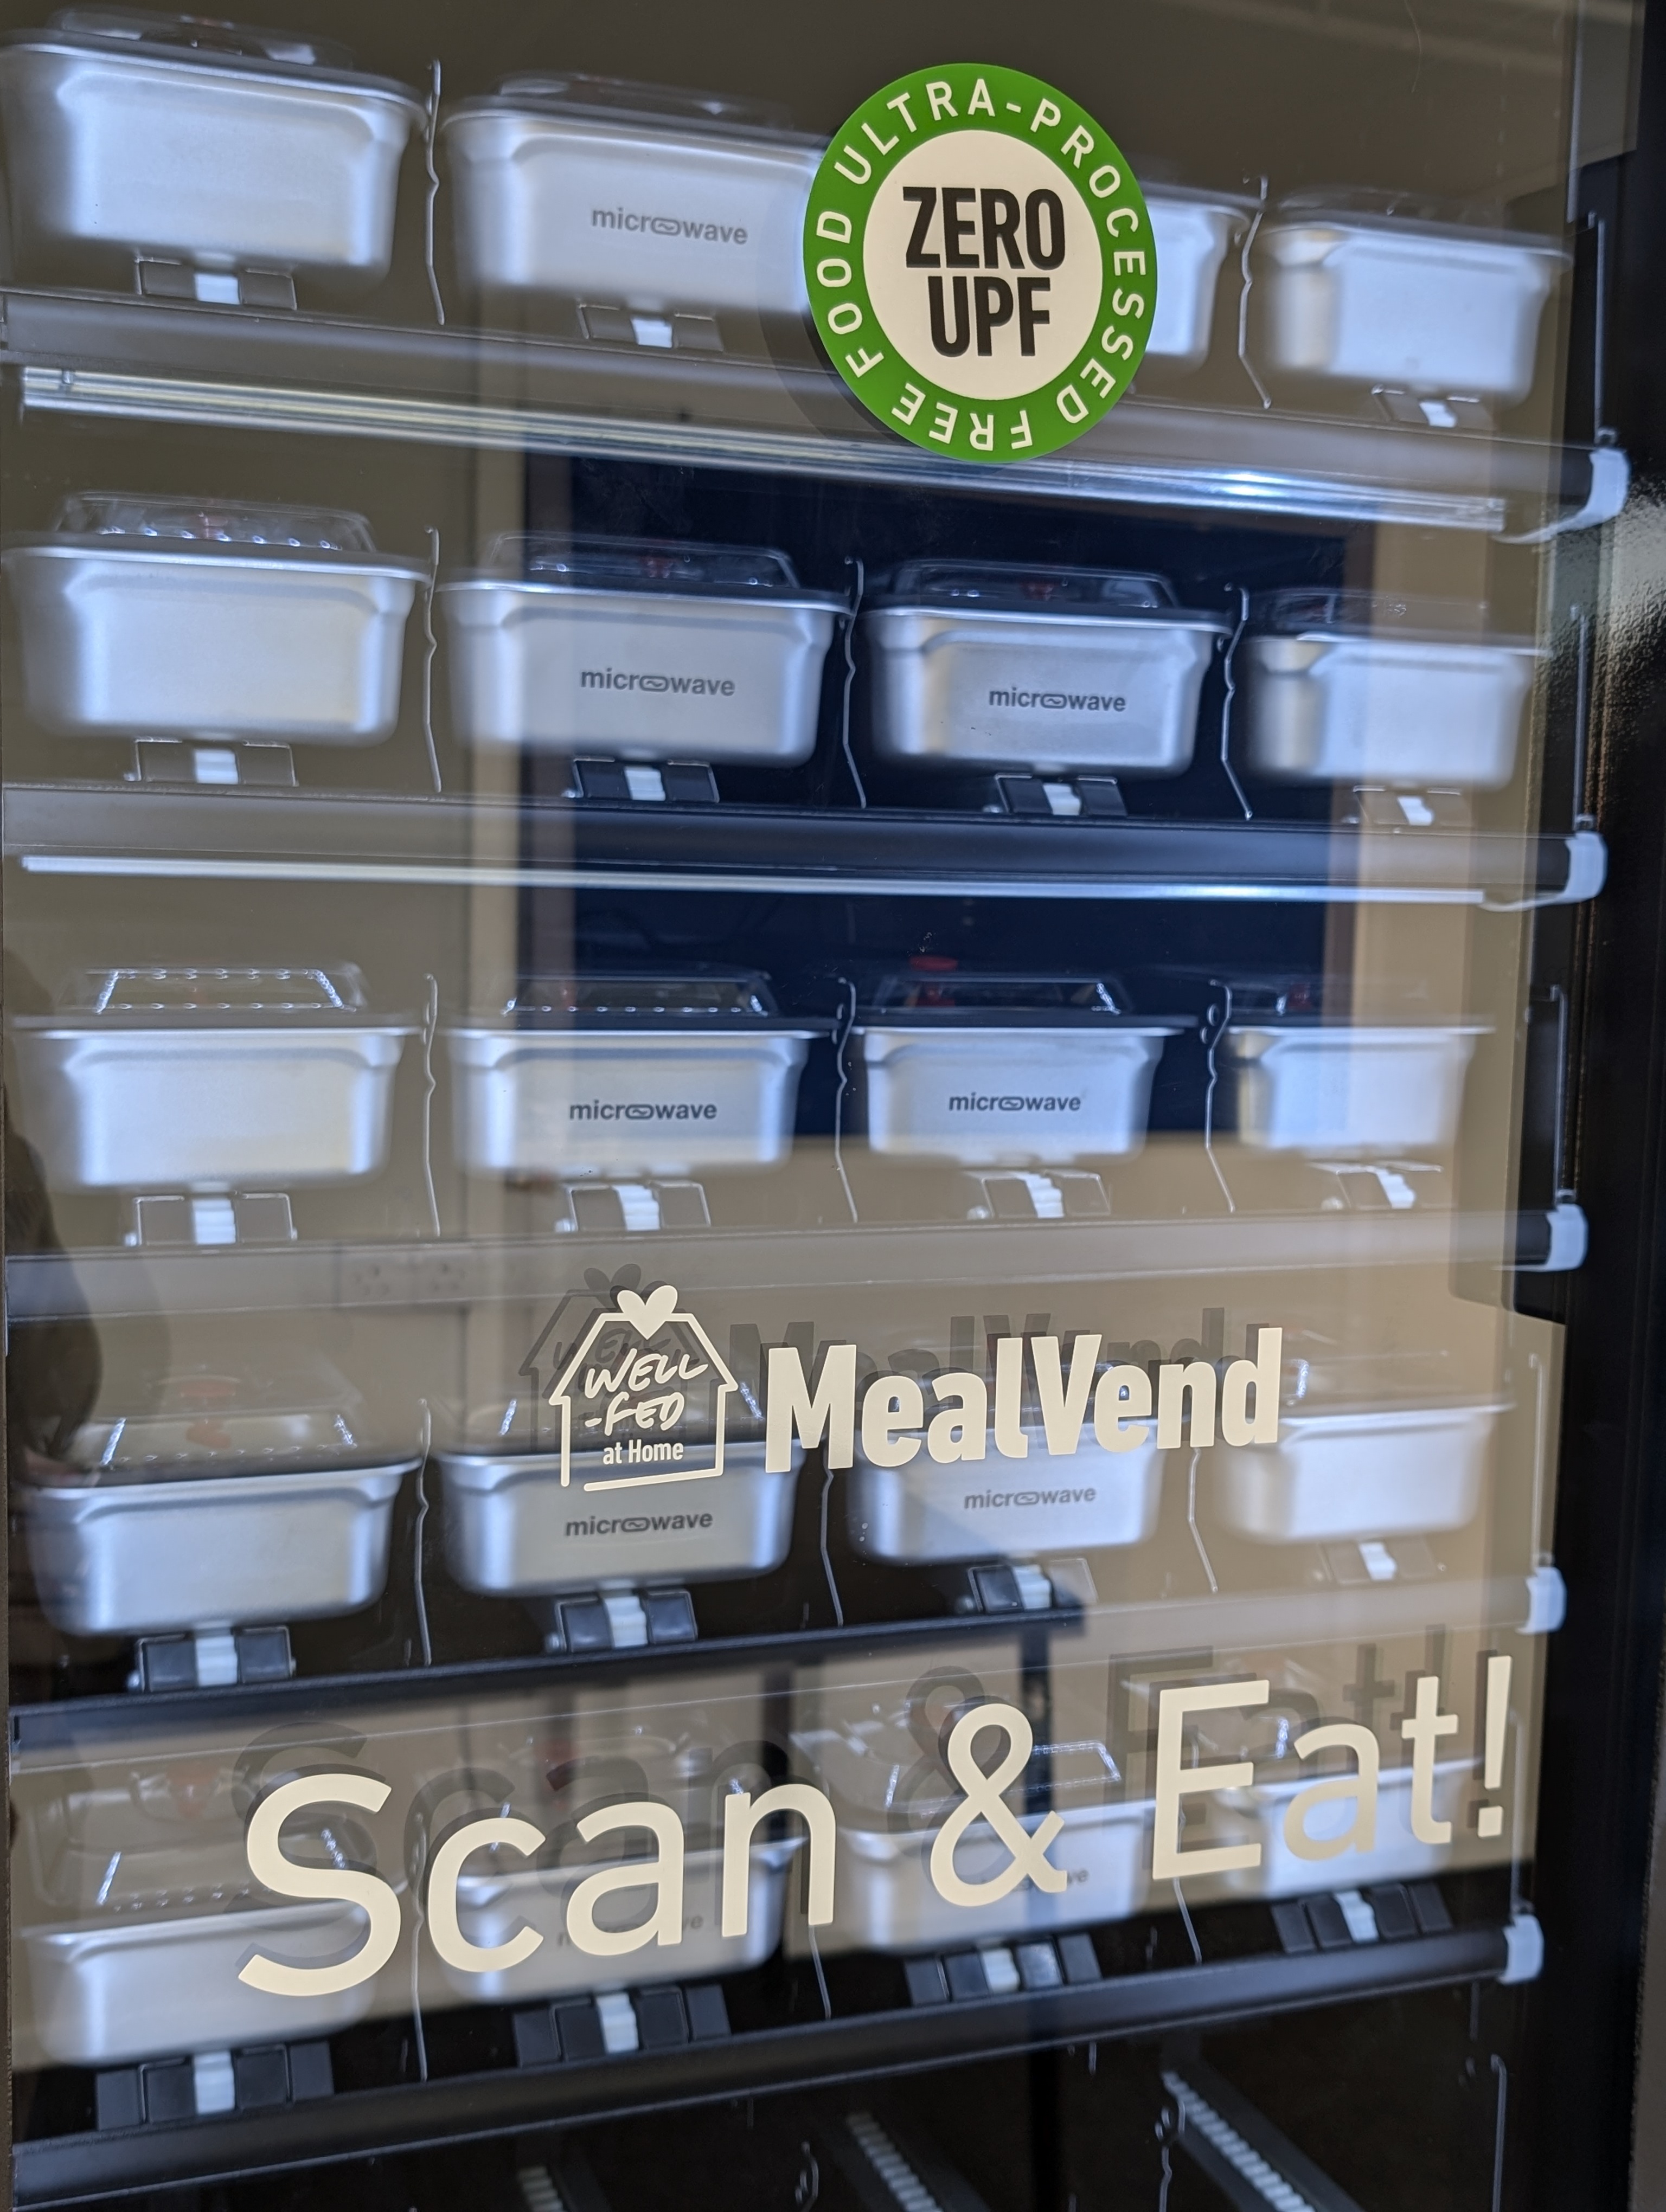 ULTRA-PROCESSED FREE FOOD
ZERO
UPF
microwave
microwave
microwave
microwave
microwave
WELL
-FED
at Home
MealVend
microwave
microwave
Scan & Eat!